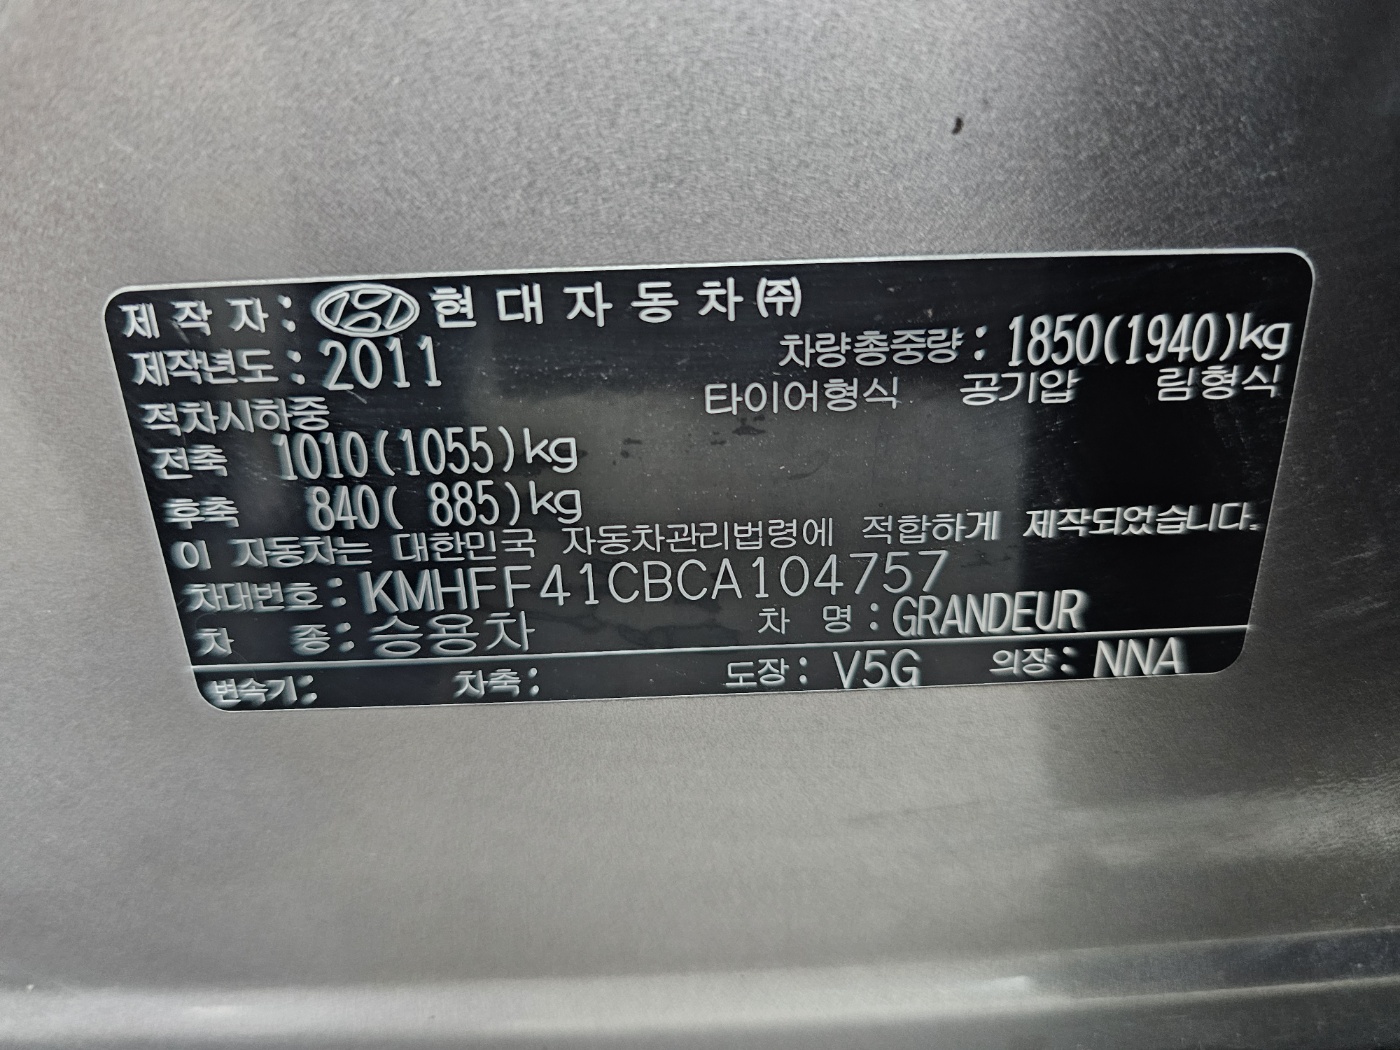 제 작 자 : 현 대 자 동 차 ㈜
제작년도 : 2011 차량총중량 : 1850(1940)kg
적차시하중 타이어형식 공기압 림형식
전축 1010(1055)kg
후축 840( 885)kg
이 자동차는 대한민국 자동차관리법령에 적합하게 제작되었습니다.
차대번호 : KMHFF41CBCA104757
차 종 : 승용차 차 명 : GRANDEUR
변속기 : 차축 : 도장 : V5G 의장 : NNA